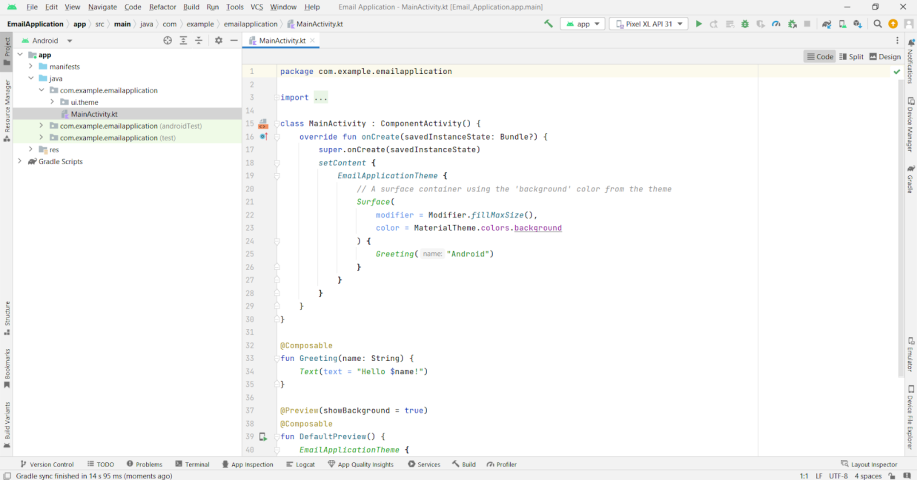 File Edit View Navigate Code Refactor Build Run Tools VCS Window Help Email Application - MainActivity.kt [Email_Application.app.main]
EmailApplication app src main java com example emailapplication MainActivity.kt app Pixel XL API 31
Android MainActivity.kt
Code Split Design
Project
Resource Manager
Structure
Bookmarks
Build Variants
app
manifests
java
com.example.emailapplication
ui.theme
MainActivity.kt
com.example.emailapplication (androidTest)
com.example.emailapplication (test)
res
Gradle Scripts
1 package com.example.emailapplication
2
3 import ...
14
15 class MainActivity : ComponentActivity() {
16 override fun onCreate(savedInstanceState: Bundle?) {
17 super.onCreate(savedInstanceState)
18 setContent {
19 EmailApplicationTheme {
20 // A surface container using the 'background' color from the theme
21 Surface(
22 modifier = Modifier.fillMaxSize(),
23 color = MaterialTheme.colors.background
24 ) {
25 Greeting( name: "Android")
26 }
27 }
28 }
29 }
30 }
31
32 @Composable
33 fun Greeting(name: String) {
34 Text(text = "Hello $name!")
35 }
36
37 @Preview(showBackground = true)
38 @Composable
39 fun DefaultPreview() {
40 EmailApplicationTheme {
Notifications
Device Manager
Gradle
Emulator
Device File Explorer
Version Control TODO Problems Terminal App Inspection Logcat App Quality Insights Services Build Profiler Layout Inspector
Gradle sync finished in 14 s 95 ms (moments ago) 1:1 LF UTF-8 4 spaces